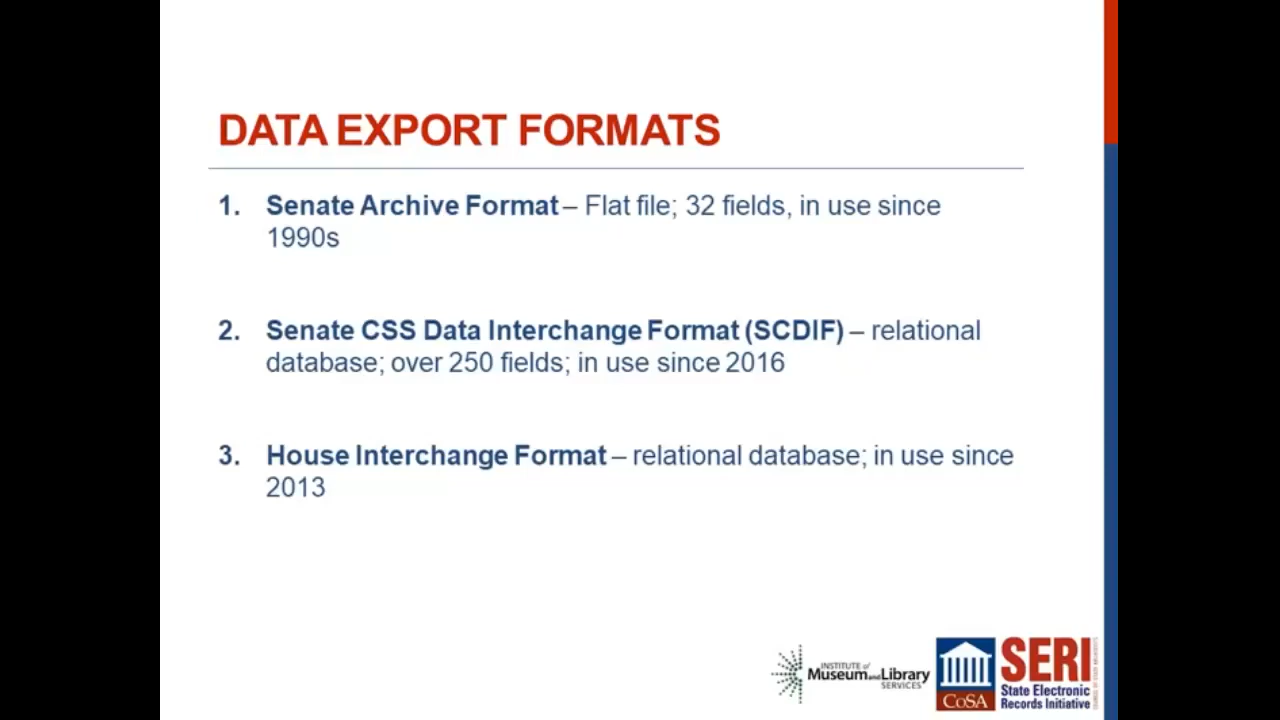 DATA EXPORT FORMATS
1. Senate Archive Format – Flat file; 32 fields, in use since
1990s
2. Senate CSS Data Interchange Format (SCDIF) – relational
database; over 250 fields; in use since 2016
3. House Interchange Format – relational database; in use since
2013
INSTITUTE of
Museum and Library
SERVICES
CoSA
SERI
State Electronic
Records Initiative